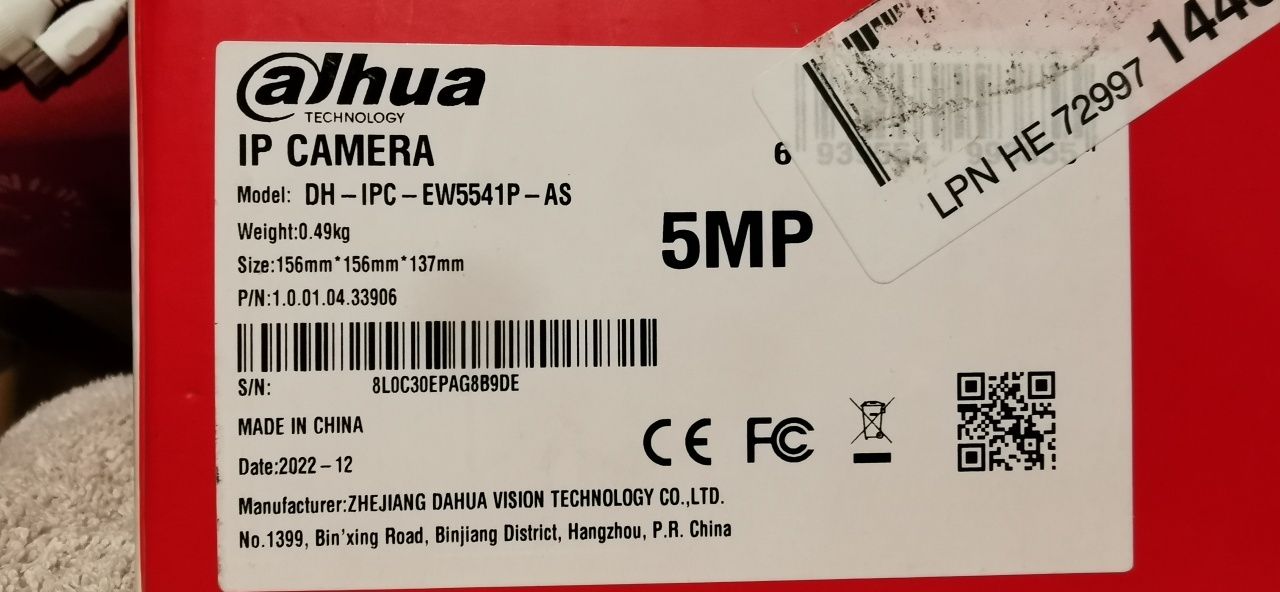 alhua
TECHNOLOGY
IP CAMERA
Model: DH-IPC-EW5541P-AS
Weight:0.49kg
Size:156mm*156mm*137mm
P/N:1.0.01.04.33906
S/N: 8L0C30EPAG8B9DE
MADE IN CHINA
Date:2022-12
Manufacturer:ZHEJIANG DAHUA VISION TECHNOLOGY CO.,LTD.
No.1399, Bin'xing Road, Binjiang District, Hangzhou, P.R. China
5MP
6
LPN HE 72997
CE FC